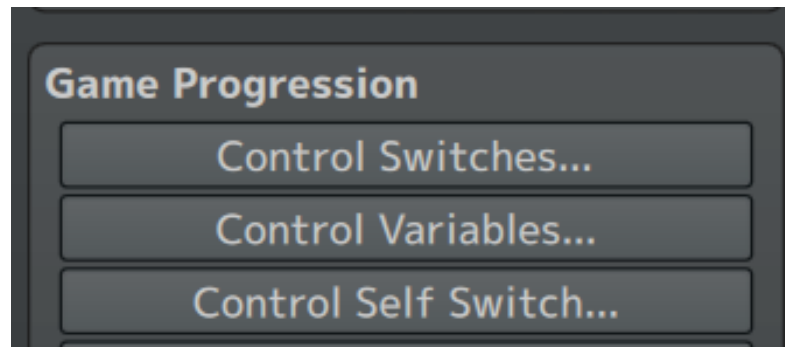 Game Progression
Control Switches...
Control Variables...
Control Self Switch...